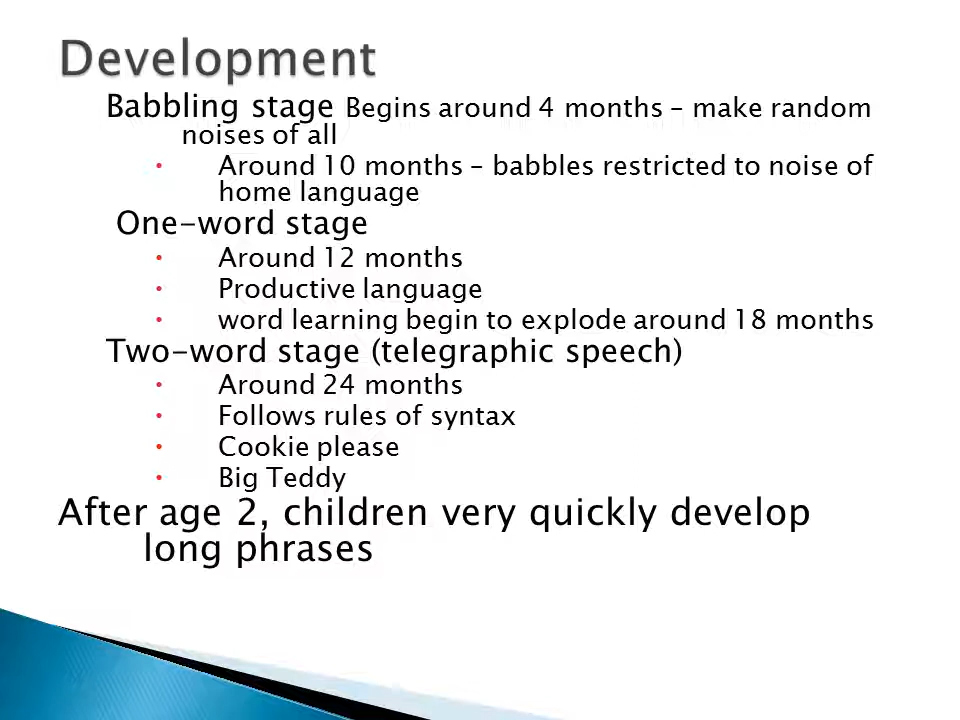 Development
Babbling stage Begins around 4 months – make random
noises of all
• Around 10 months – babbles restricted to noise of
home language
One-word stage
• Around 12 months
• Productive language
• word learning begin to explode around 18 months
Two-word stage (telegraphic speech)
• Around 24 months
• Follows rules of syntax
• Cookie please
• Big Teddy
After age 2, children very quickly develop
long phrases